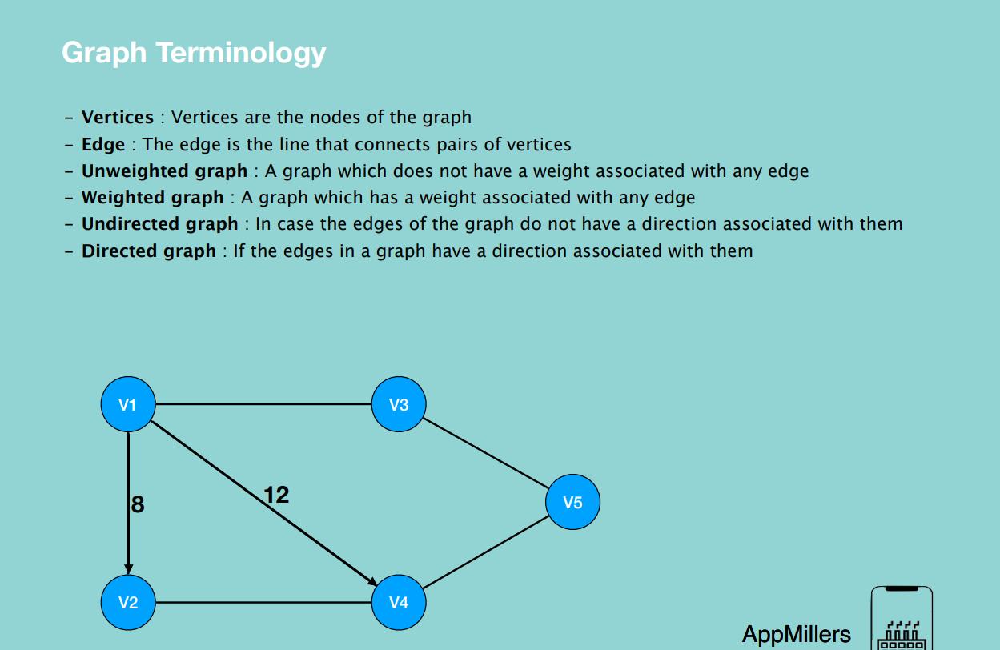 Graph Terminology
– Vertices : Vertices are the nodes of the graph
– Edge : The edge is the line that connects pairs of vertices
– Unweighted graph : A graph which does not have a weight associated with any edge
– Weighted graph : A graph which has a weight associated with any edge
– Undirected graph : In case the edges of the graph do not have a direction associated with them
– Directed graph : If the edges in a graph have a direction associated with them
V1
V3
12
8
V5
V2
V4
AppMillers